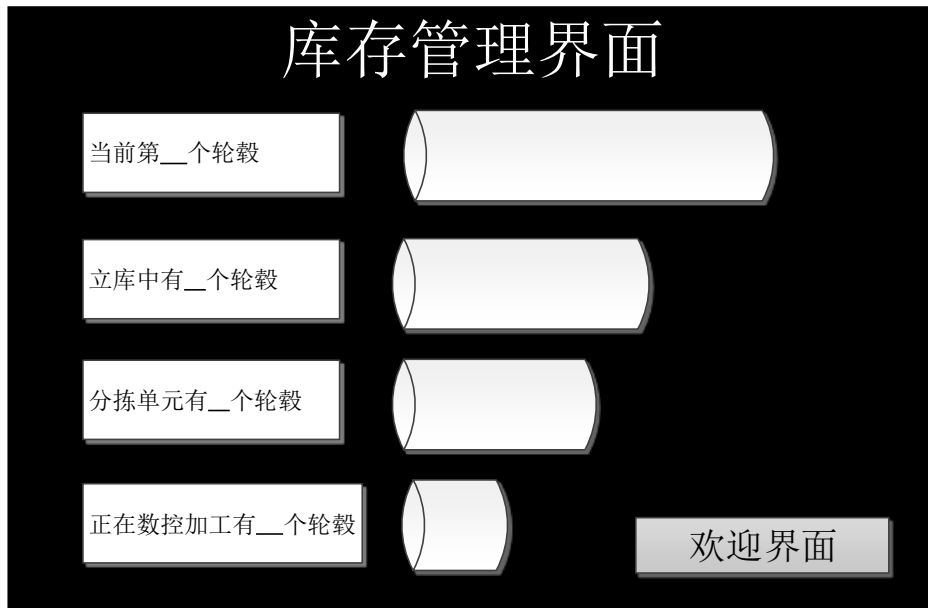 库存管理界面
当前第__个轮毂
立库中有__个轮毂
分拣单元有__个轮毂
正在数控加工有__个轮毂
欢迎界面